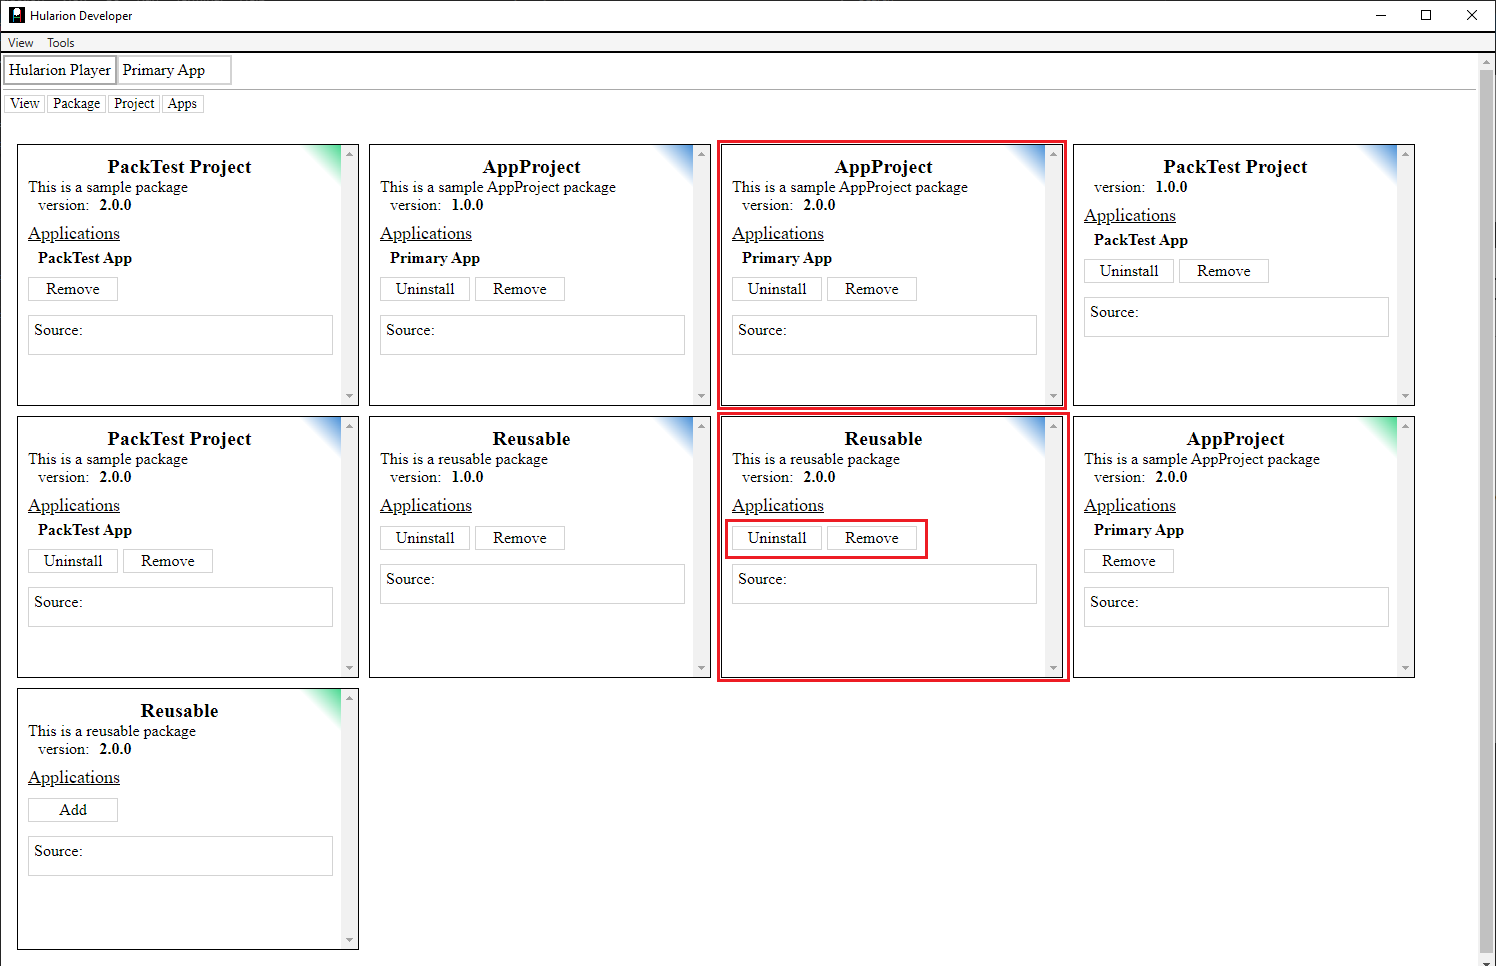 Hularion Developer
View Tools
Hularion Player Primary App
View Package Project Apps
PackTest Project
This is a sample package
version: 2.0.0
Applications
PackTest App
Remove
Source:
AppProject
This is a sample AppProject package
version: 1.0.0
Applications
Primary App
Uninstall Remove
Source:
AppProject
This is a sample AppProject package
version: 2.0.0
Applications
Primary App
Uninstall Remove
Source:
PackTest Project
version: 1.0.0
Applications
PackTest App
Uninstall Remove
Source:
PackTest Project
This is a sample package
version: 2.0.0
Applications
PackTest App
Uninstall Remove
Source:
Reusable
This is a reusable package
version: 1.0.0
Applications
Uninstall Remove
Source:
Reusable
This is a reusable package
version: 2.0.0
Applications
Uninstall Remove
Source:
AppProject
This is a sample AppProject package
version: 2.0.0
Applications
Primary App
Remove
Source:
Reusable
This is a reusable package
version: 2.0.0
Applications
Add
Source: